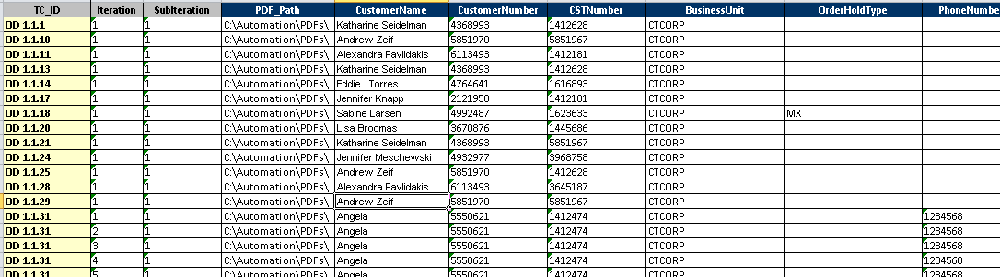 TC_ID Iteration SubIteration PDF_Path CustomerName CustomerNumber CSTNumber BusinessUnit OrderHoldType PhoneNumbe
OD 1.1.1 1 1 C:\Automation\PDFs\ Katharine Seidelman 4368993 1412628 CTCORP
OD 1.1.10 1 1 C:\Automation\PDFs\ Andrew Zeif 5851970 5851967 CTCORP
OD 1.1.11 1 1 C:\Automation\PDFs\ Alexandra Pavlidakis 6113493 1412181 CTCORP
OD 1.1.13 1 1 C:\Automation\PDFs\ Katharine Seidelman 4368993 1412628 CTCORP
OD 1.1.14 1 1 C:\Automation\PDFs\ Eddie Torres 4764641 1616893 CTCORP
OD 1.1.17 1 1 C:\Automation\PDFs\ Jennifer Knapp 2121958 1412181 CTCORP
OD 1.1.18 1 1 C:\Automation\PDFs\ Sabine Larsen 4992487 1623633 CTCORP MX
OD 1.1.20 1 1 C:\Automation\PDFs\ Lisa Broomas 3670876 1445686 CTCORP
OD 1.1.21 1 1 C:\Automation\PDFs\ Katharine Seidelman 4368993 5851967 CTCORP
OD 1.1.24 1 1 C:\Automation\PDFs\ Jennifer Meschewski 4932977 3968758 CTCORP
OD 1.1.25 1 1 C:\Automation\PDFs\ Andrew Zeif 5851970 1412628 CTCORP
OD 1.1.28 1 1 C:\Automation\PDFs\ Alexandra Pavlidakis 6113493 3645187 CTCORP
OD 1.1.29 1 1 C:\Automation\PDFs\ Andrew Zeif 5851970 5851967 CTCORP
OD 1.1.31 1 1 C:\Automation\PDFs\ Angela 5550621 1412474 CTCORP 1234568
OD 1.1.31 2 1 C:\Automation\PDFs\ Angela 5550621 1412474 CTCORP 1234568
OD 1.1.31 3 1 C:\Automation\PDFs\ Angela 5550621 1412474 CTCORP 1234568
OD 1.1.31 4 1 C:\Automation\PDFs\ Angela 5550621 1412474 CTCORP 1234568
OD 1.1.31 5 1 C:\Automation\PDFs\ Angela 5550621 1412474 CTCORP 1234568